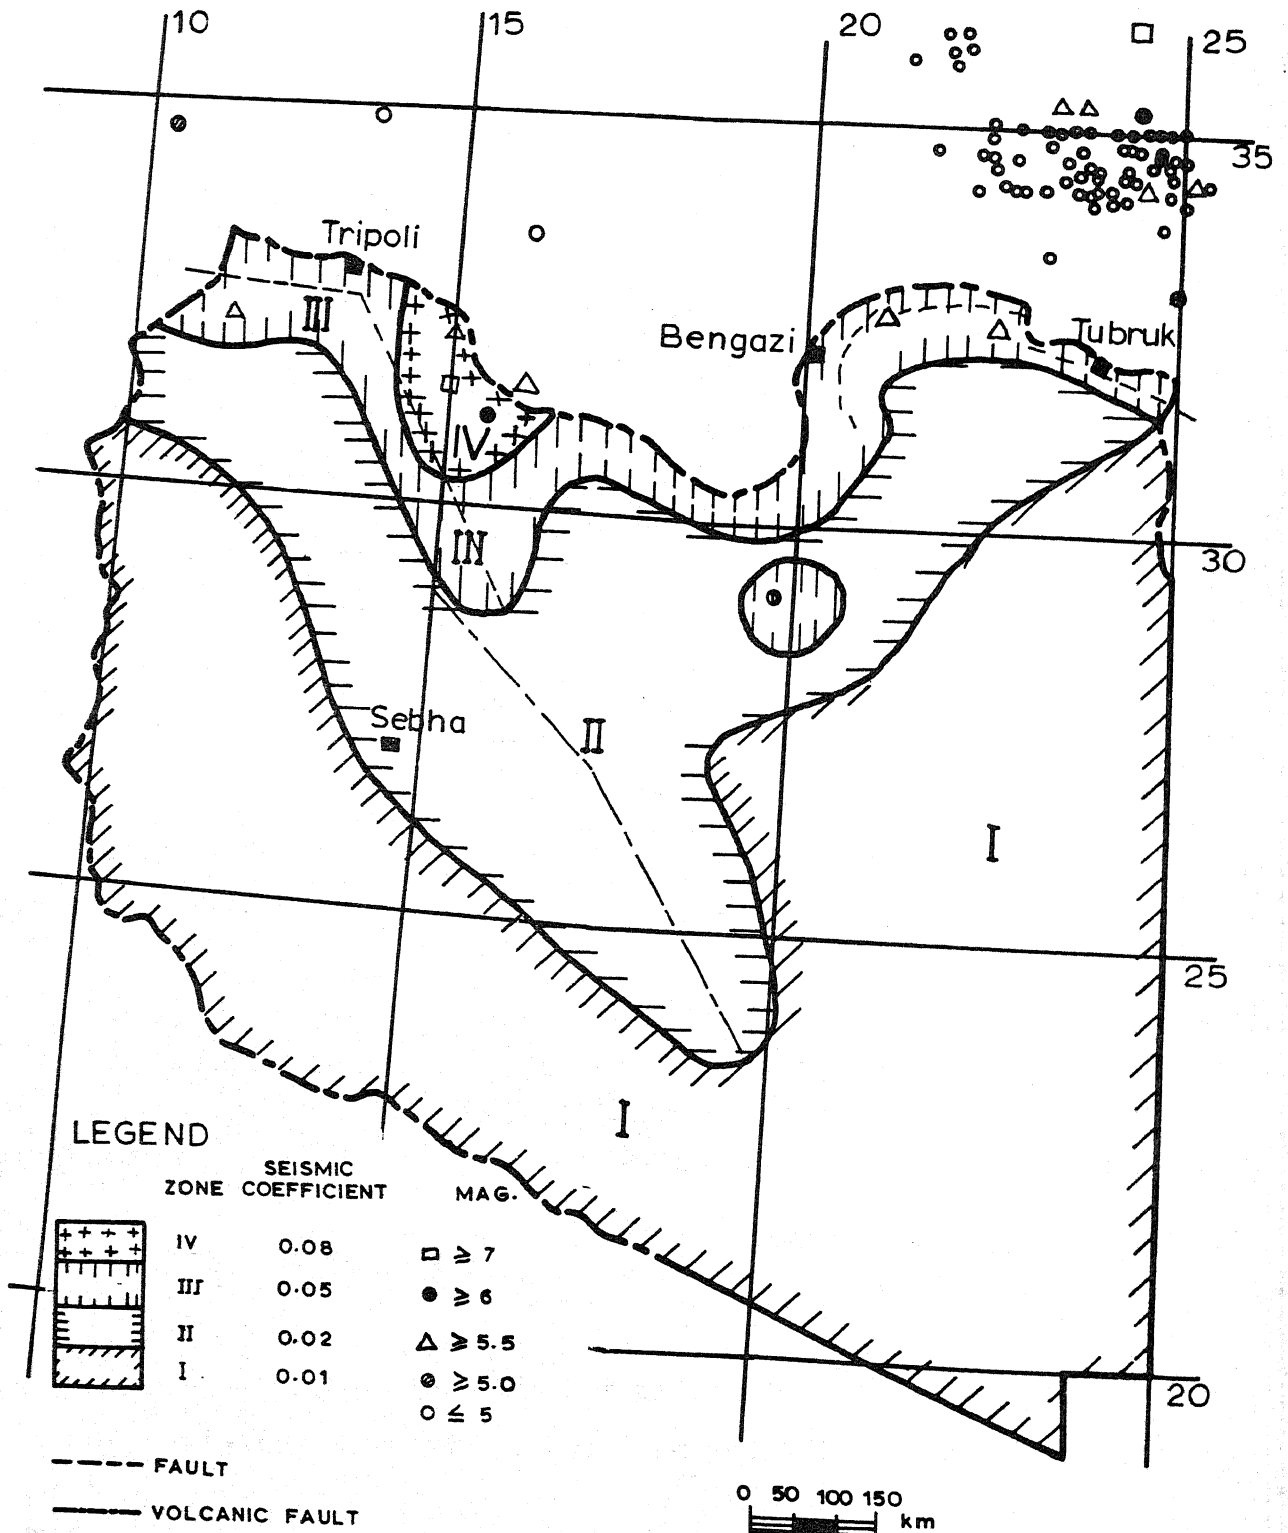 10
15
20
25
35
Tripoli
Bengazi
Tubruk
III
IV
IN
30
Sebha
II
I
25
I
LEGEND
ZONE SEISMIC COEFFICIENT MAG.
IV 0.08 □ ≥ 7
III 0.05 ● ≥ 6
II 0.02 △ ≥ 5.5
I 0.01 ≥ 5.0
○ ≤ 5
20
FAULT
VOLCANIC FAULT
0 50 100 150
km